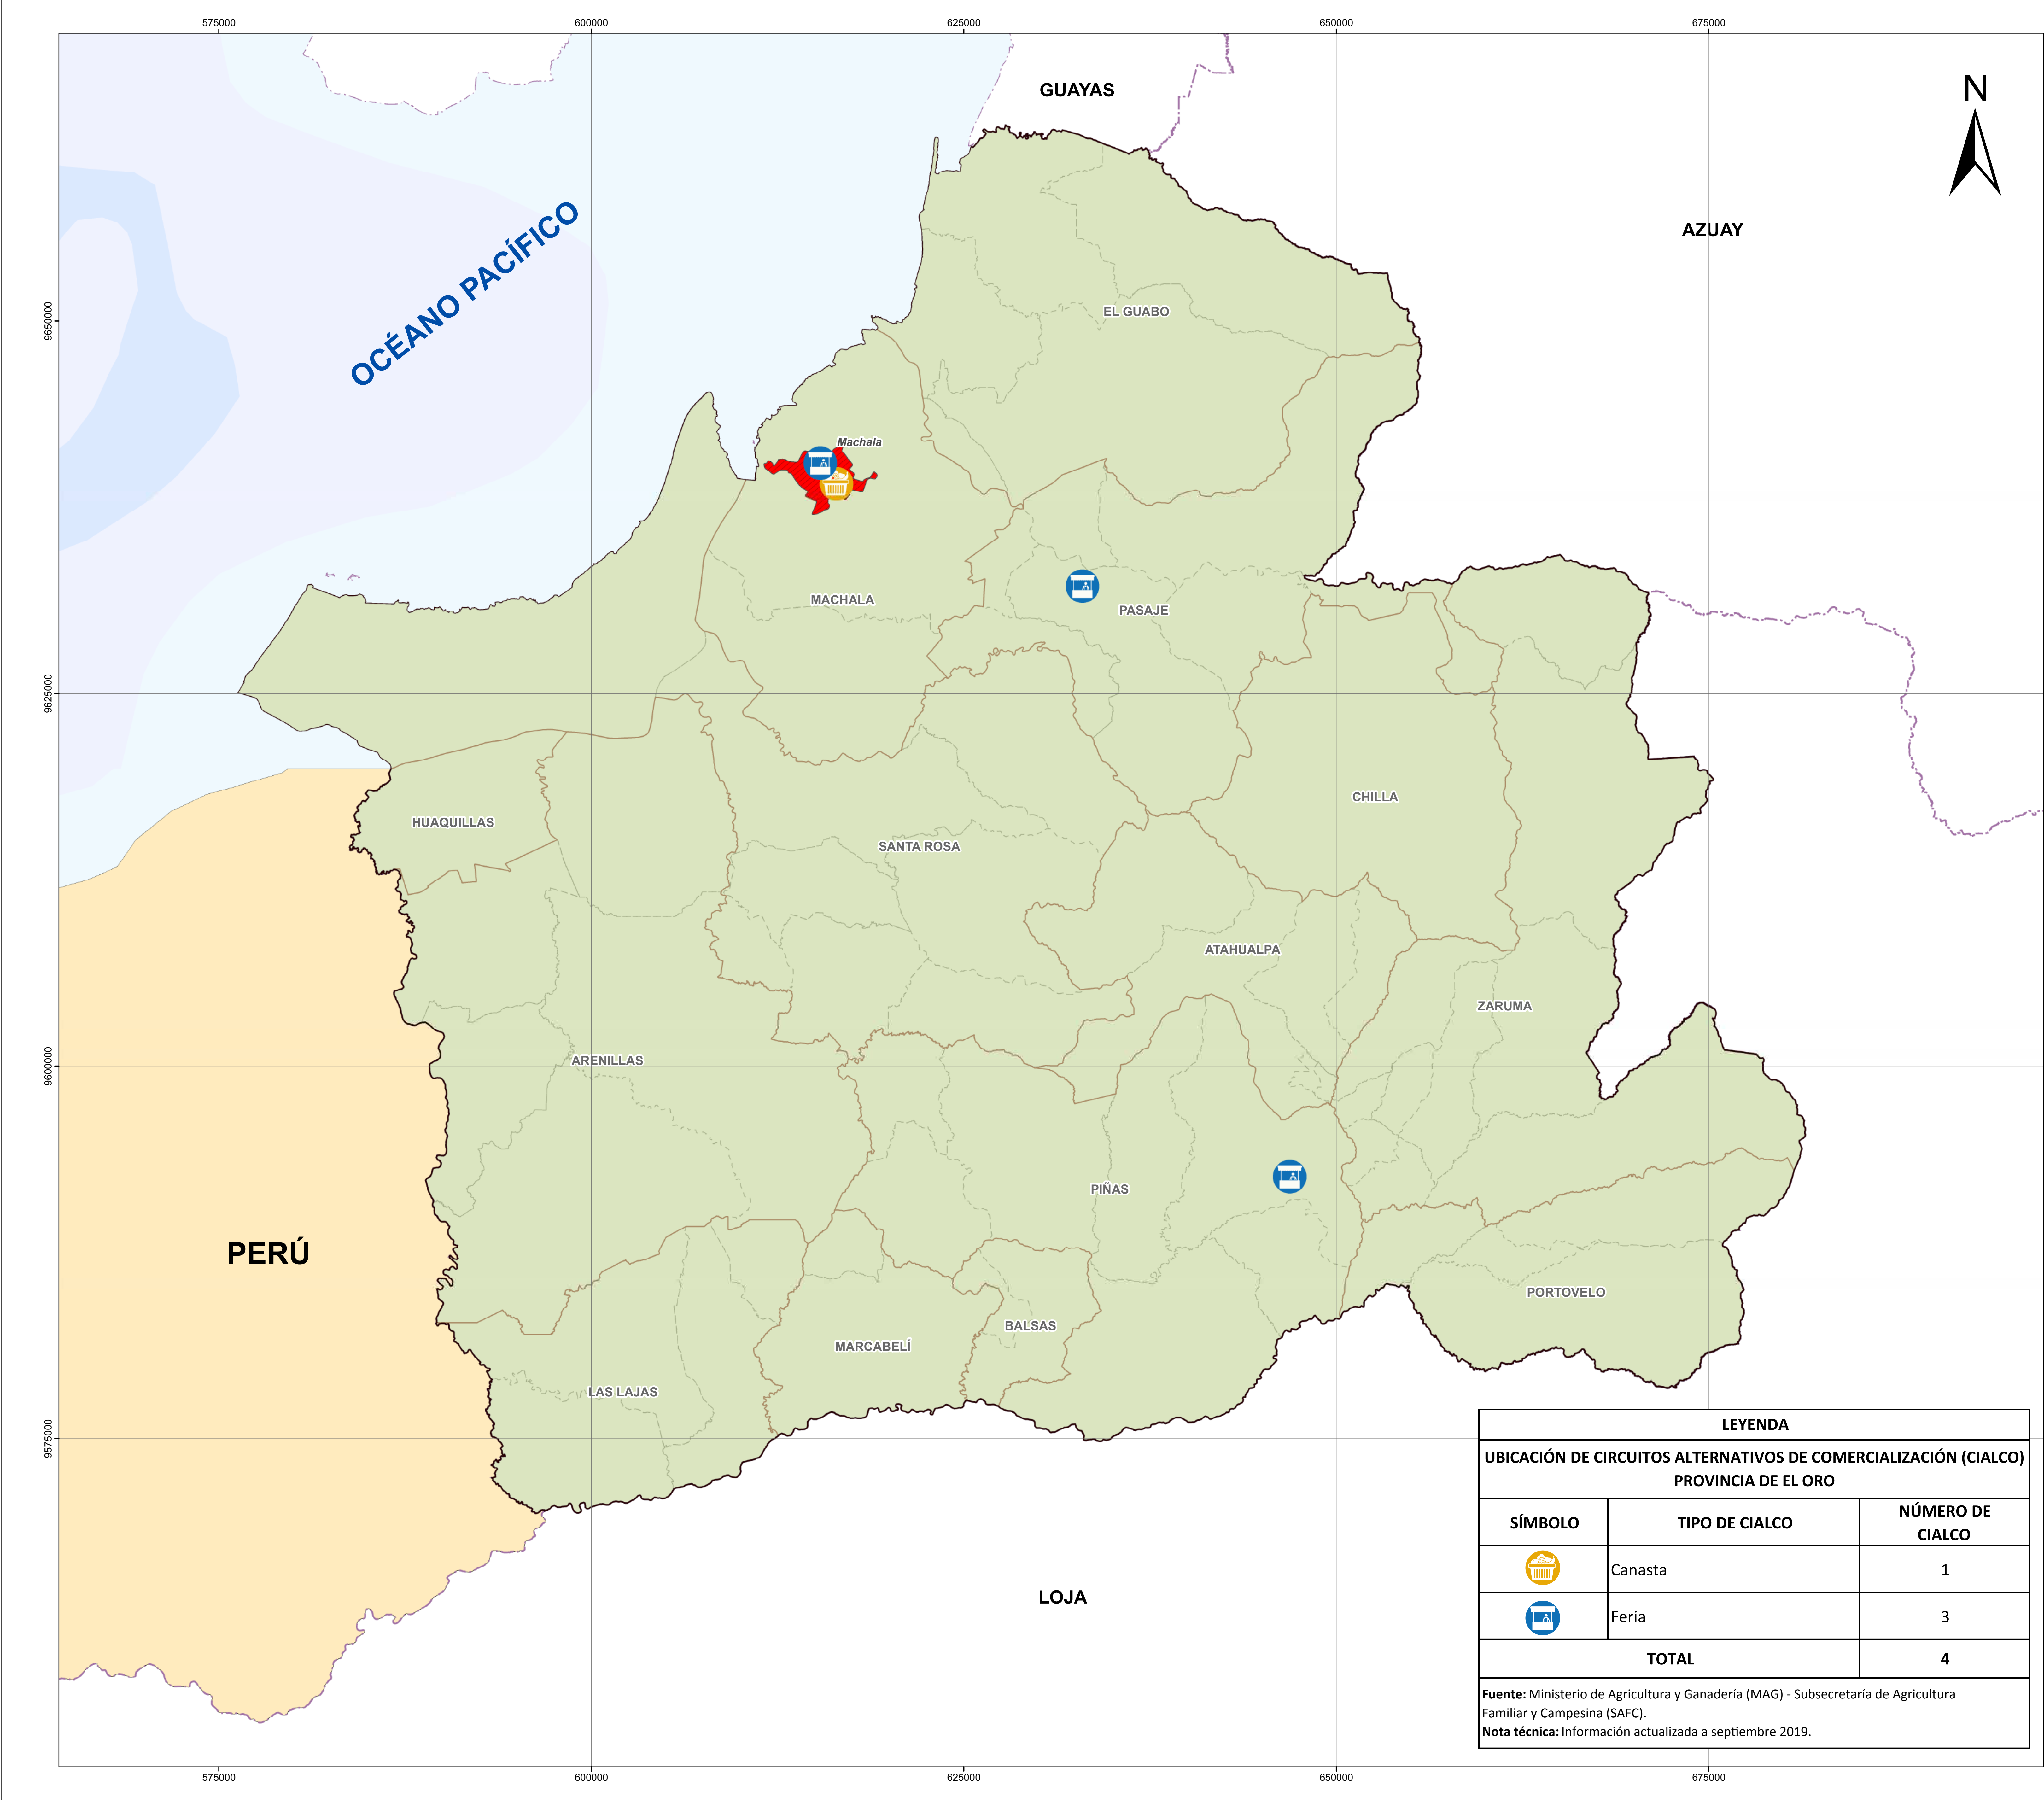 575000
600000
625000
650000
675000
GUAYAS
N
AZUAY
OCÉANO PACÍFICO
9650000
EL GUABO
Machala
MACHALA
PASAJE
9625000
CHILLA
HUAQUILLAS
SANTA ROSA
ATAHUALPA
ZARUMA
ARENILLAS
9600000
PIÑAS
PERÚ
PORTOVELO
BALSAS
MARCABELÍ
LAS LAJAS
9575000
LOJA
LEYENDA
UBICACIÓN DE CIRCUITOS ALTERNATIVOS DE COMERCIALIZACIÓN (CIALCO)
PROVINCIA DE EL ORO
SÍMBOLO TIPO DE CIALCO NÚMERO DE
CIALCO
Canasta 1
Feria 3
TOTAL 4
Fuente: Ministerio de Agricultura y Ganadería (MAG) - Subsecretaría de Agricultura
Familiar y Campesina (SAFC).
Nota técnica: Información actualizada a septiembre 2019.
575000
600000
625000
650000
675000